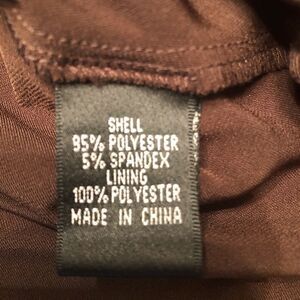 SHELL
95% POLYESTER
5% SPANDEX
LINING
100% POLYESTER
MADE IN CHINA